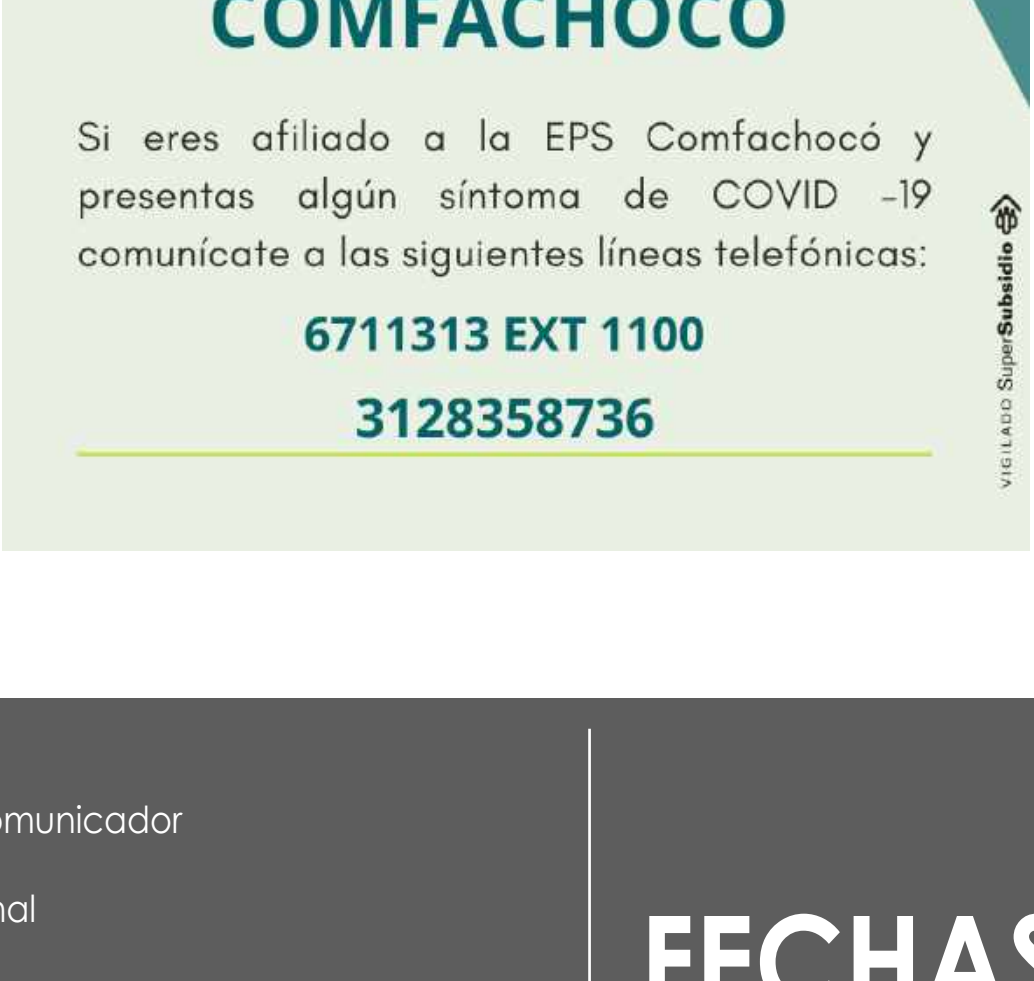 COMFACHOCÓ
Si eres afiliado a la EPS Comfachocó y
presentas algún síntoma de COVID -19
comunícate a las siguientes líneas telefónicas:
6711313 EXT 1100
3128358736
VIGILADO SuperSubsidio
omunicador
nal
FECHAS